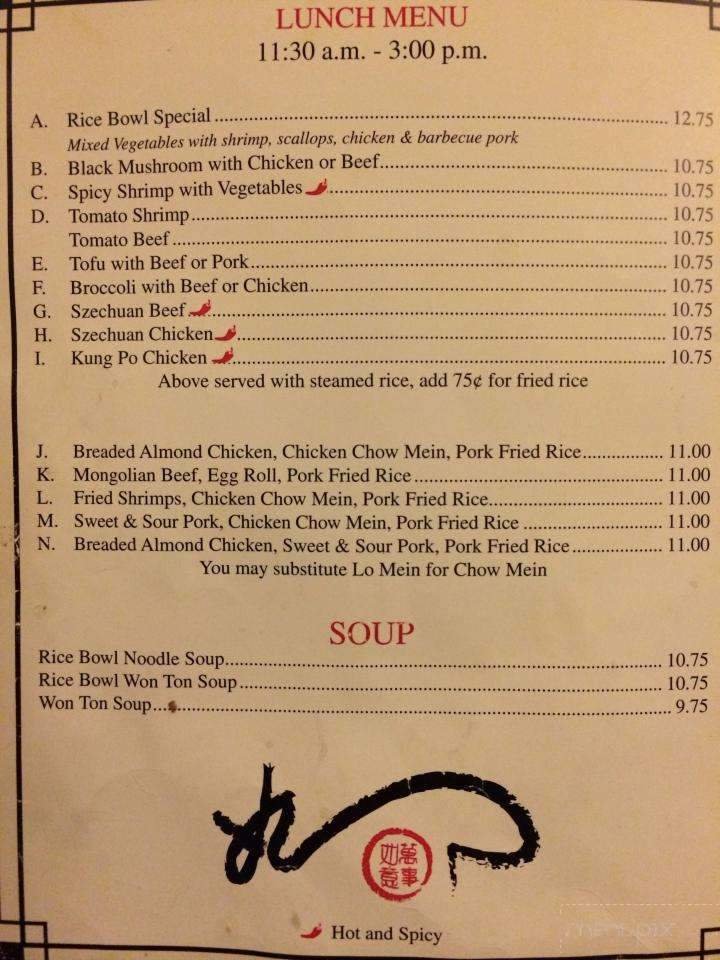 LUNCH MENU
11:30 a.m. - 3:00 p.m.
A. Rice Bowl Special 12.75
Mixed Vegetables with shrimp, scallops, chicken & barbecue pork
B. Black Mushroom with Chicken or Beef 10.75
C. Spicy Shrimp with Vegetables 10.75
D. Tomato Shrimp 10.75
Tomato Beef 10.75
E. Tofu with Beef or Pork 10.75
F. Broccoli with Beef or Chicken 10.75
G. Szechuan Beef 10.75
H. Szechuan Chicken 10.75
I. Kung Po Chicken 10.75
Above served with steamed rice, add 75¢ for fried rice
J. Breaded Almond Chicken, Chicken Chow Mein, Pork Fried Rice 11.00
K. Mongolian Beef, Egg Roll, Pork Fried Rice 11.00
L. Fried Shrimps, Chicken Chow Mein, Pork Fried Rice 11.00
M. Sweet & Sour Pork, Chicken Chow Mein, Pork Fried Rice 11.00
N. Breaded Almond Chicken, Sweet & Sour Pork, Pork Fried Rice 11.00
You may substitute Lo Mein for Chow Mein
SOUP
Rice Bowl Noodle Soup 10.75
Rice Bowl Won Ton Soup 10.75
Won Ton Soup 9.75
萬事
如意
Hot and Spicy
menupix